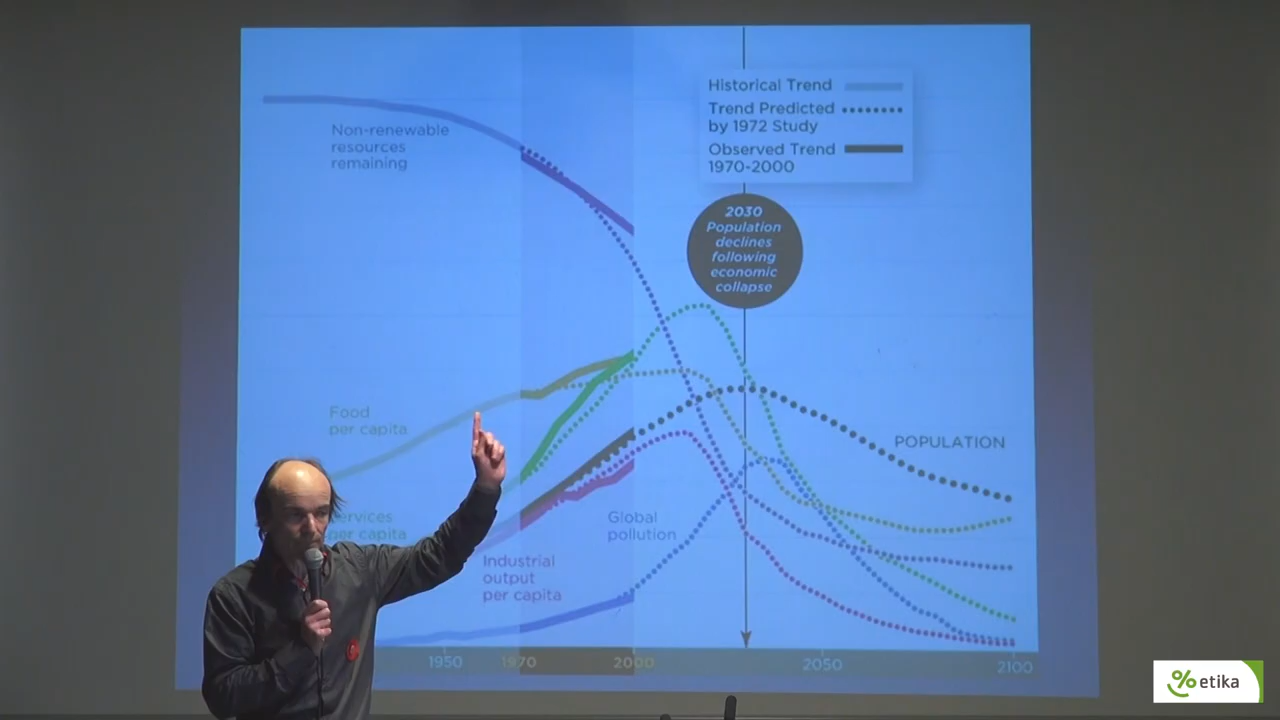 Historical Trend
Trend Predicted
by 1972 Study
Observed Trend
1970-2000
Non-renewable
resources
remaining
2030
Population
declines
following
economic
collapse
Food
per capita
POPULATION
Services
per capita
Global
pollution
Industrial
output
per capita
1950
1970
2000
2050
2100
% etika